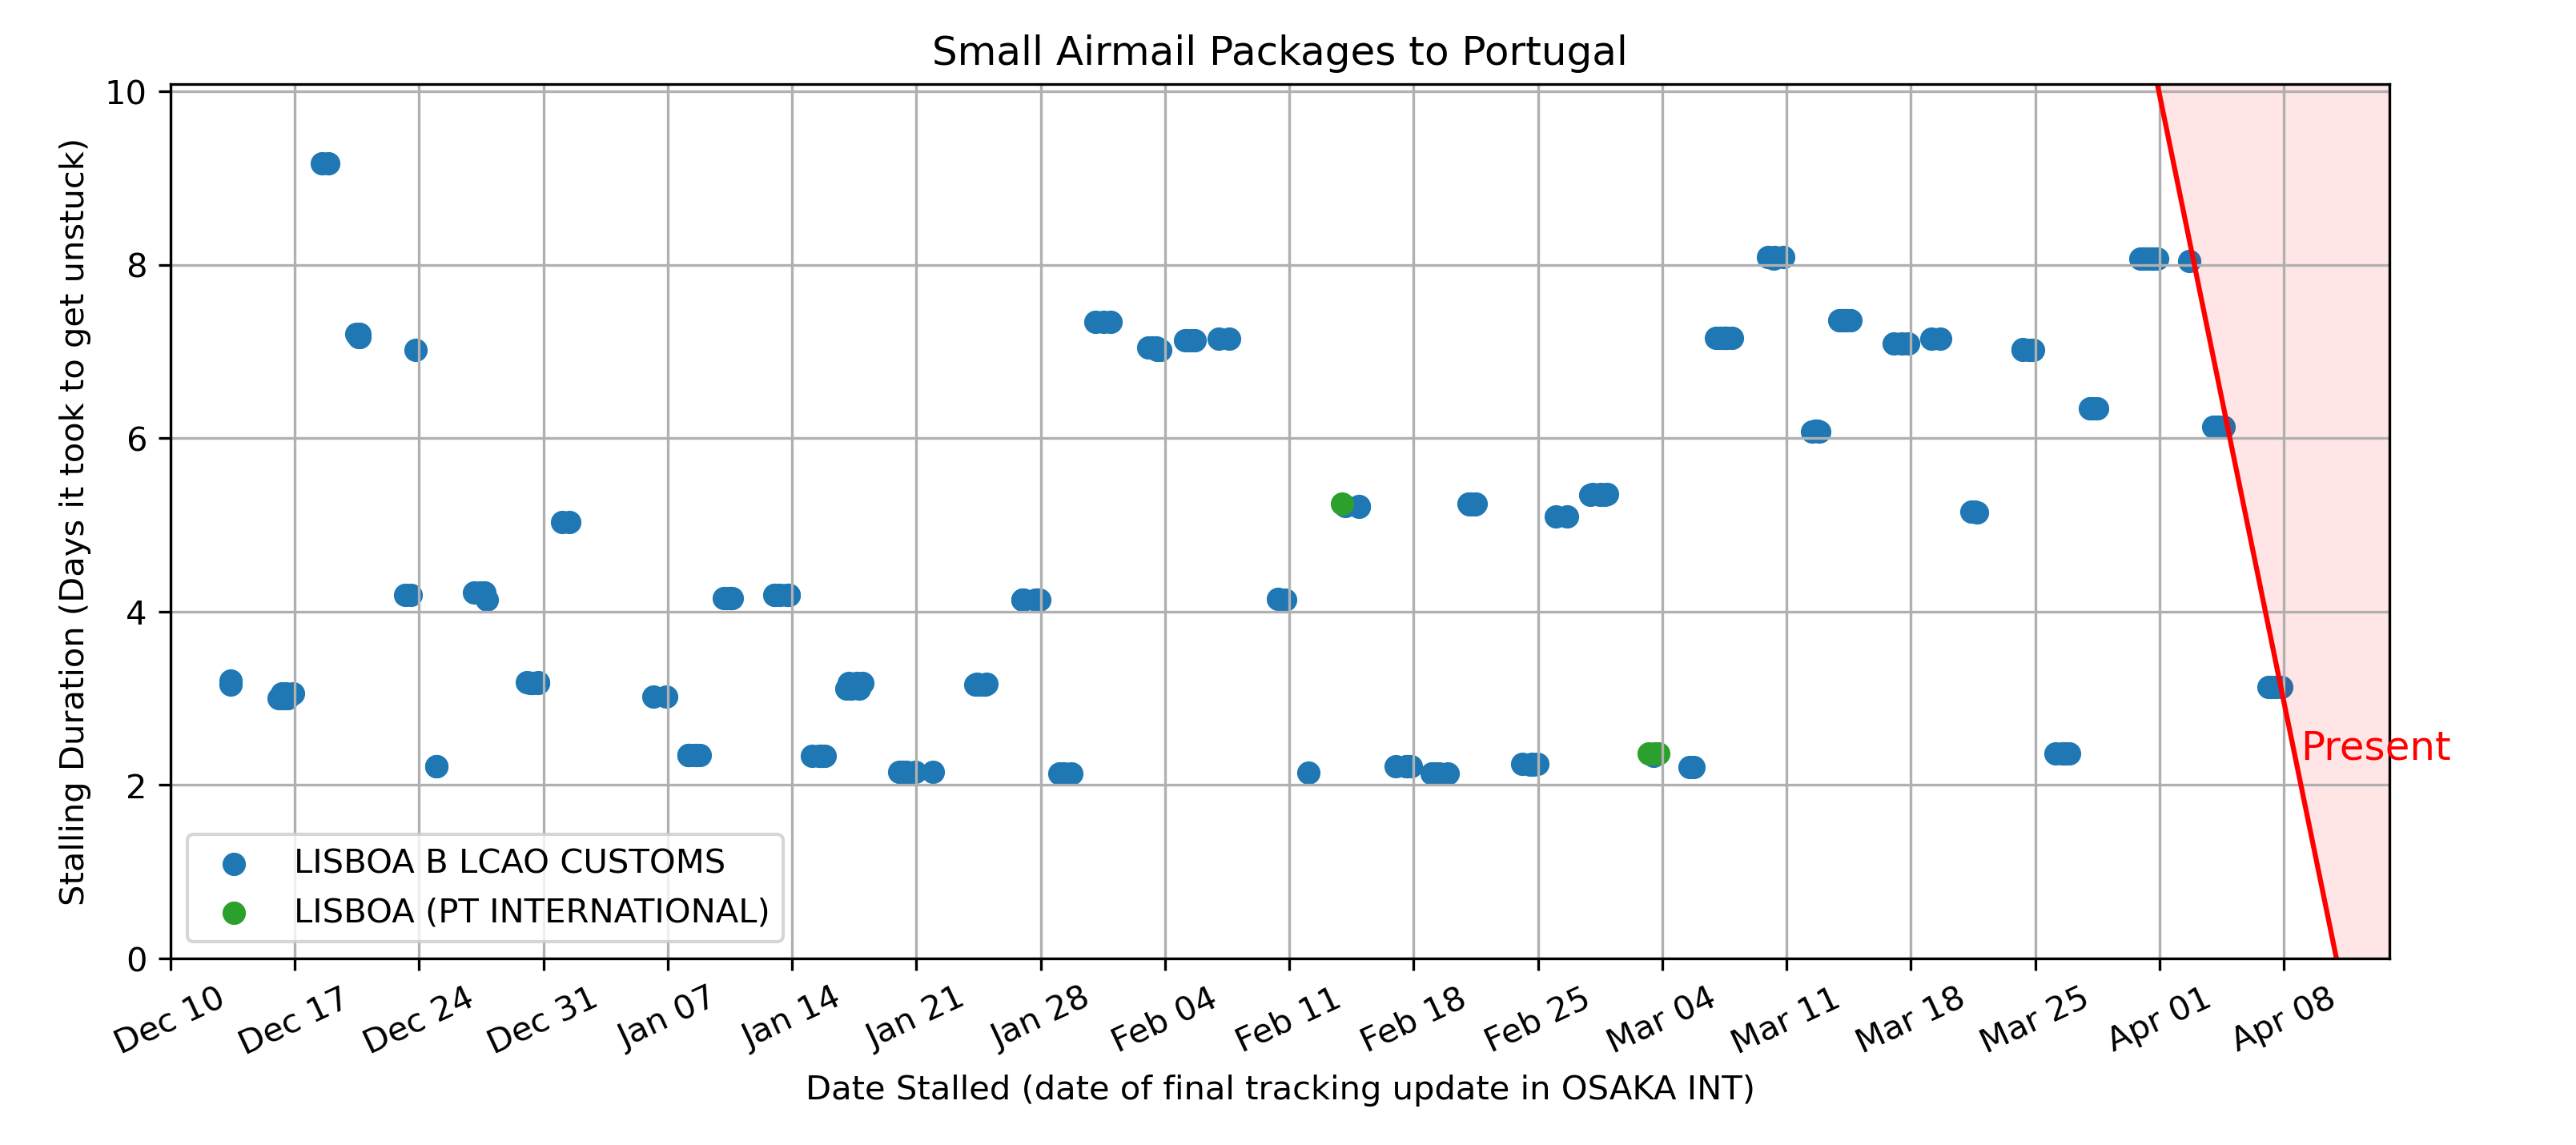 Small Airmail Packages to Portugal
Stalling Duration (Days it took to get unstuck)
10
8
6
4
2
0
Present
LISBOA B LCAO CUSTOMS
LISBOA (PT INTERNATIONAL)
Dec 10
Dec 17
Dec 24
Dec 31
Jan 07
Jan 14
Jan 21
Jan 28
Feb 04
Feb 11
Feb 18
Feb 25
Mar 04
Mar 11
Mar 18
Mar 25
Apr 01
Apr 08
Date Stalled (date of final tracking update in OSAKA INT)